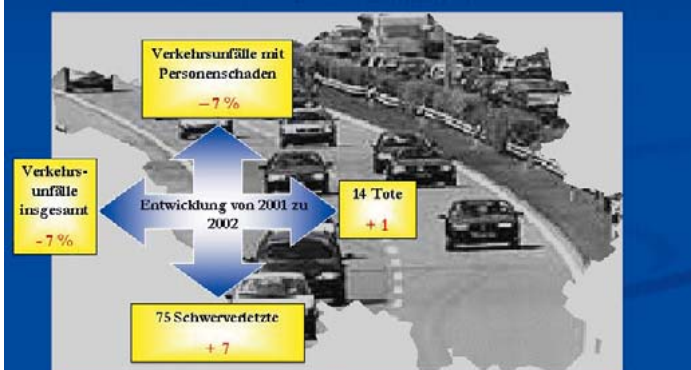 Verkehrsunfälle mit
Personenschaden
– 7 %
Verkehrs-
unfälle
insgesamt
- 7 %
Entwicklung von 2001 zu
2002
14 Tote
+ 1
75 Schwerverletzte
+ 7